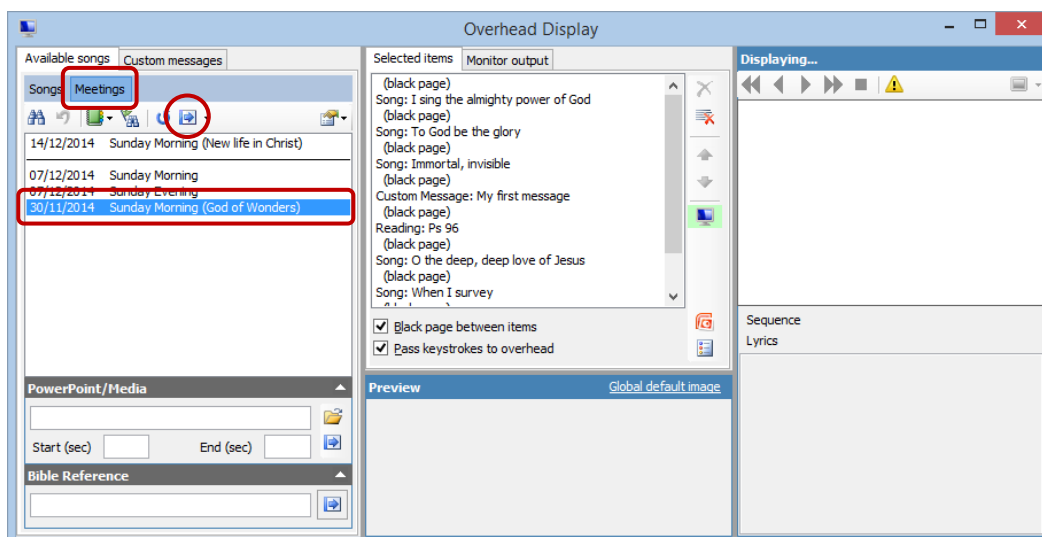 Overhead Display
Available songs Custom messages
Songs Meetings
14/12/2014 Sunday Morning (New life in Christ)
07/12/2014 Sunday Morning
07/12/2014 Sunday Evening
30/11/2014 Sunday Morning (God of Wonders)
PowerPoint/Media
Start (sec) End (sec)
Bible Reference
Selected items Monitor output
(black page)
Song: I sing the almighty power of God
(black page)
Song: To God be the glory
(black page)
Song: Immortal, invisible
(black page)
Custom Message: My first message
(black page)
Reading: Ps 96
(black page)
Song: O the deep, deep love of Jesus
(black page)
Song: When I survey
Black page between items
Pass keystrokes to overhead
Preview Global default image
Displaying...
Sequence
Lyrics